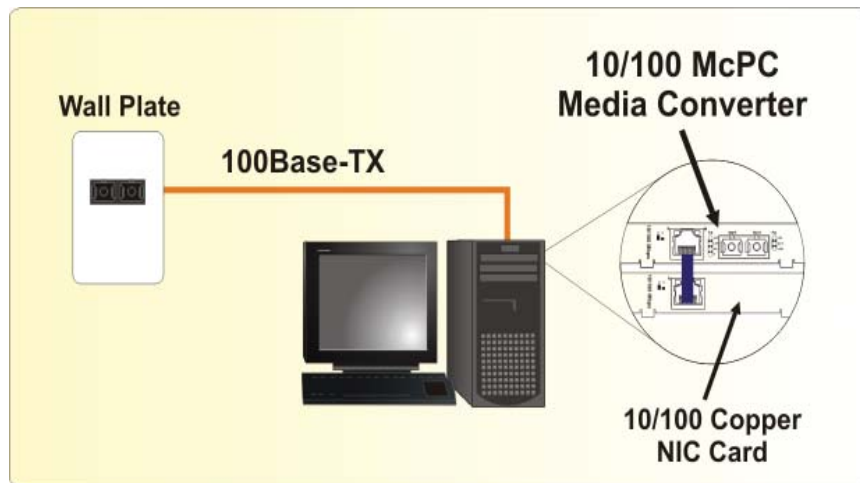 10/100 McPC
Media Converter
Wall Plate
100Base-TX
10/100 Copper
NIC Card